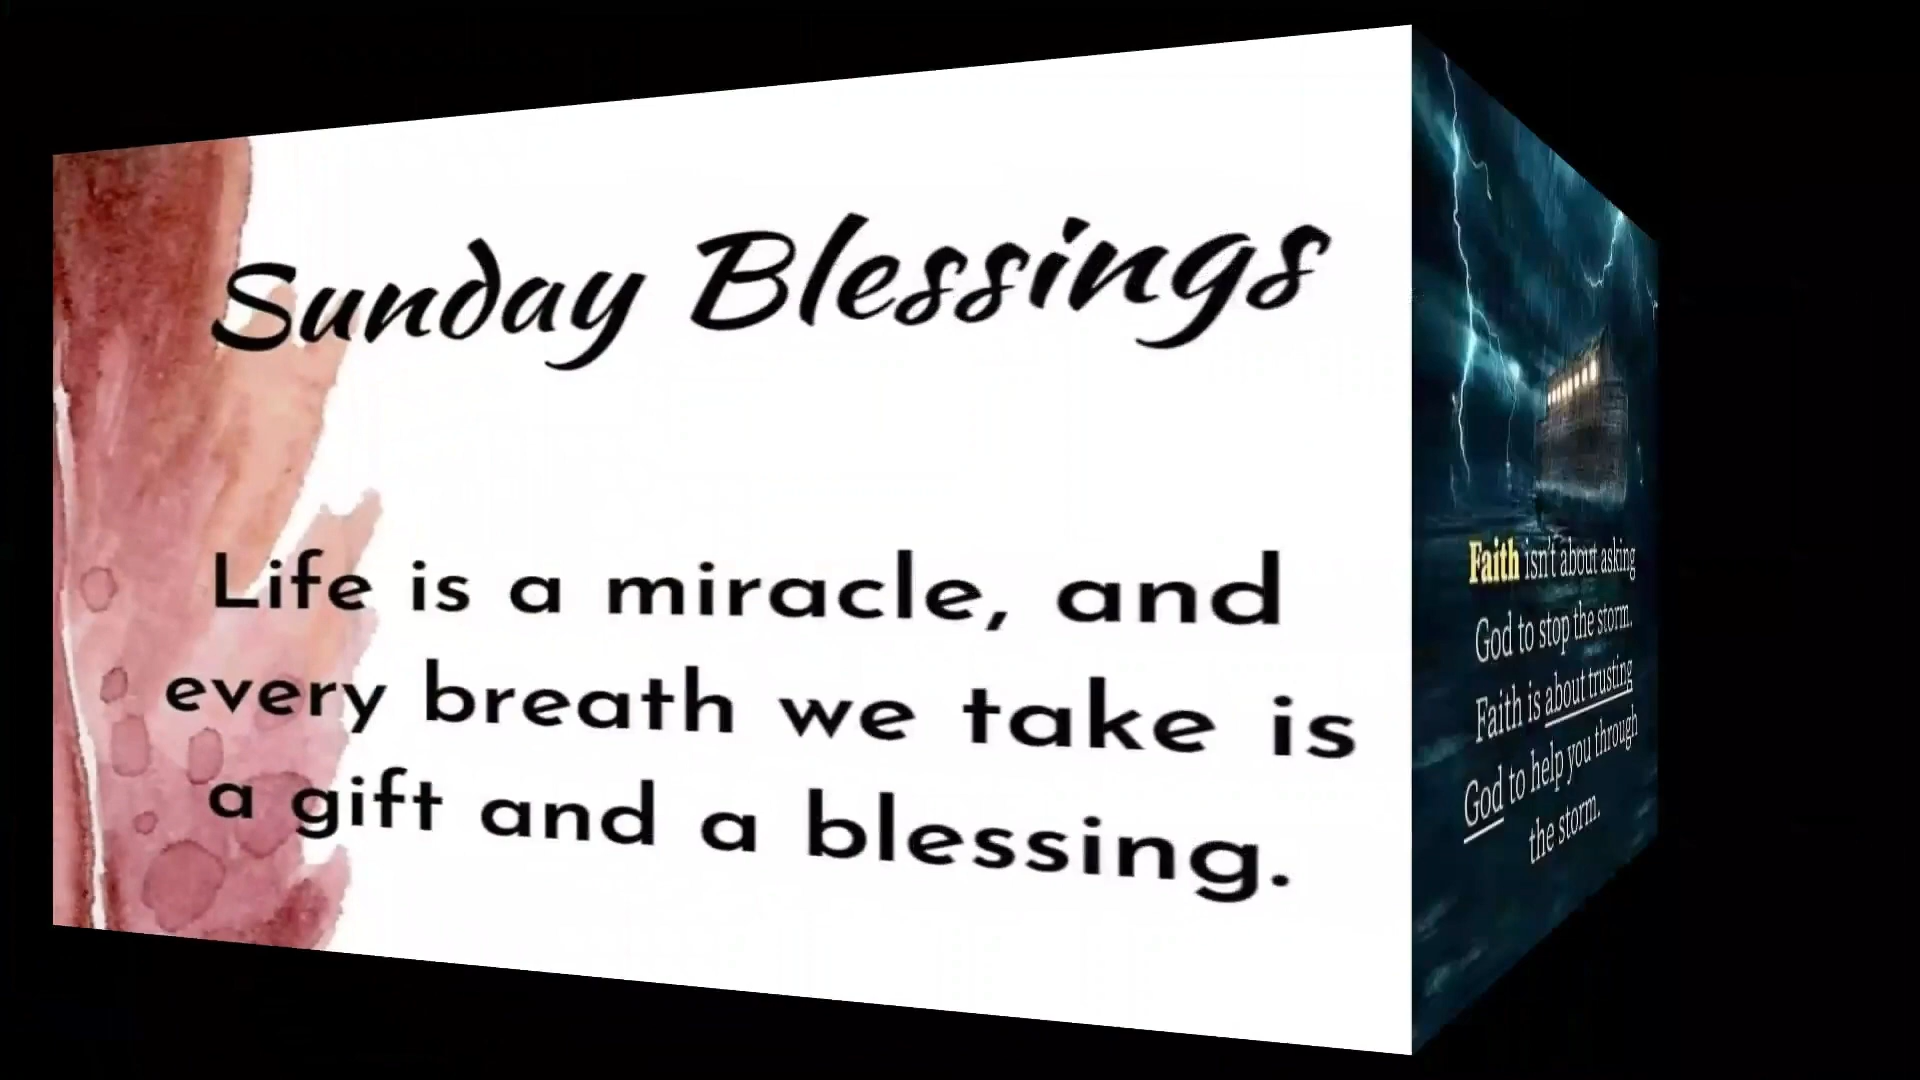 Sunday Blessings
Life is a miracle, and
every breath we take is
a gift and a blessing.
Faith isn't about asking
God to stop the storm.
Faith is about trusting
God to help you through
the storm.